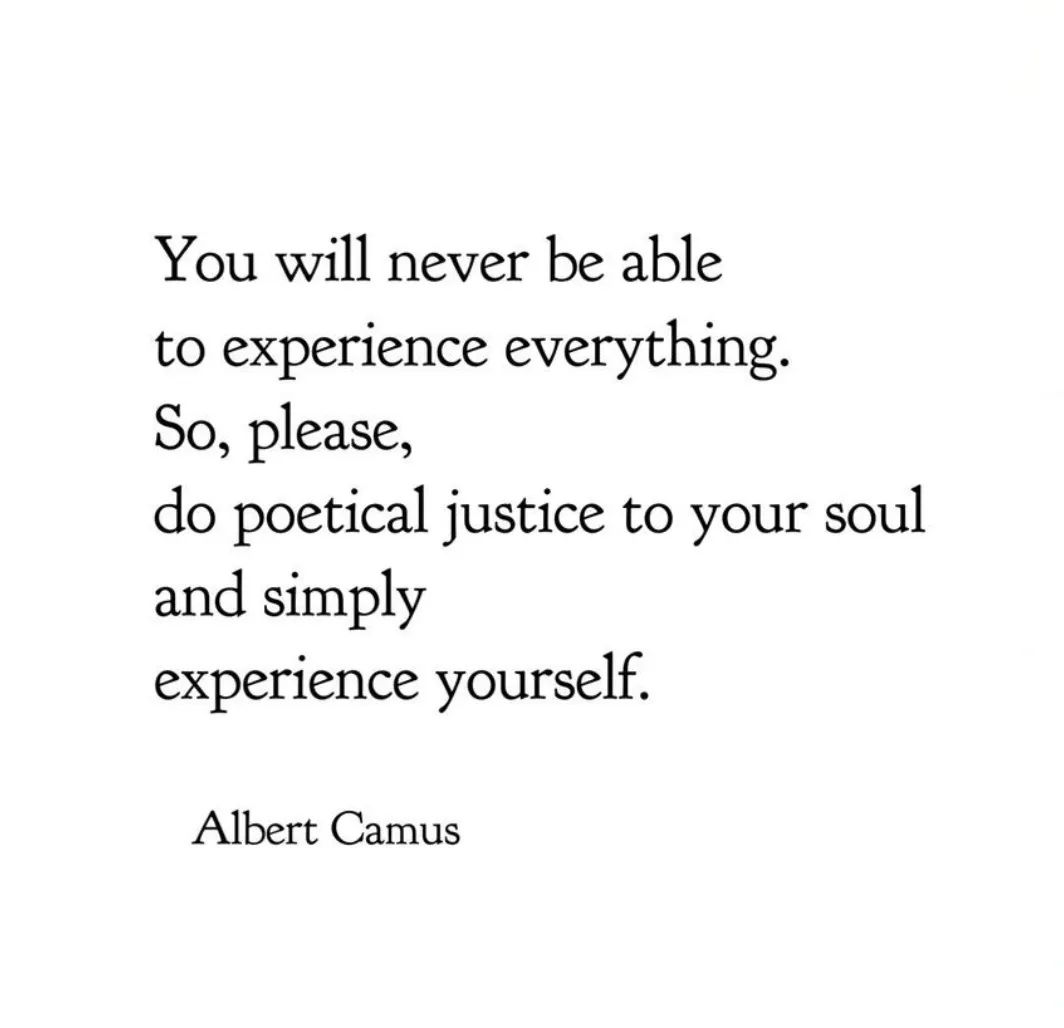 You will never be able
to experience everything.
So, please,
do poetical justice to your soul
and simply
experience yourself.
Albert Camus